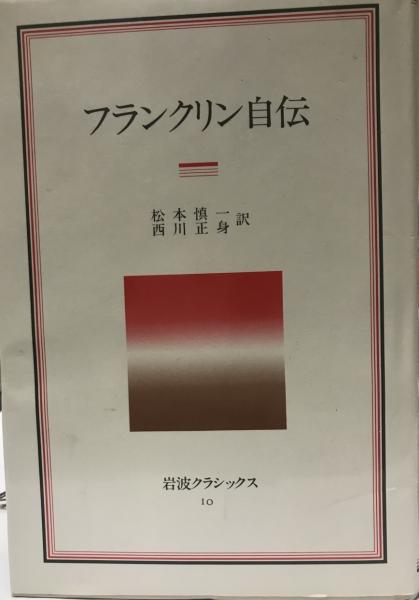 フランクリン自伝
松本慎一
西川正身 訳
岩波クラシックス
10